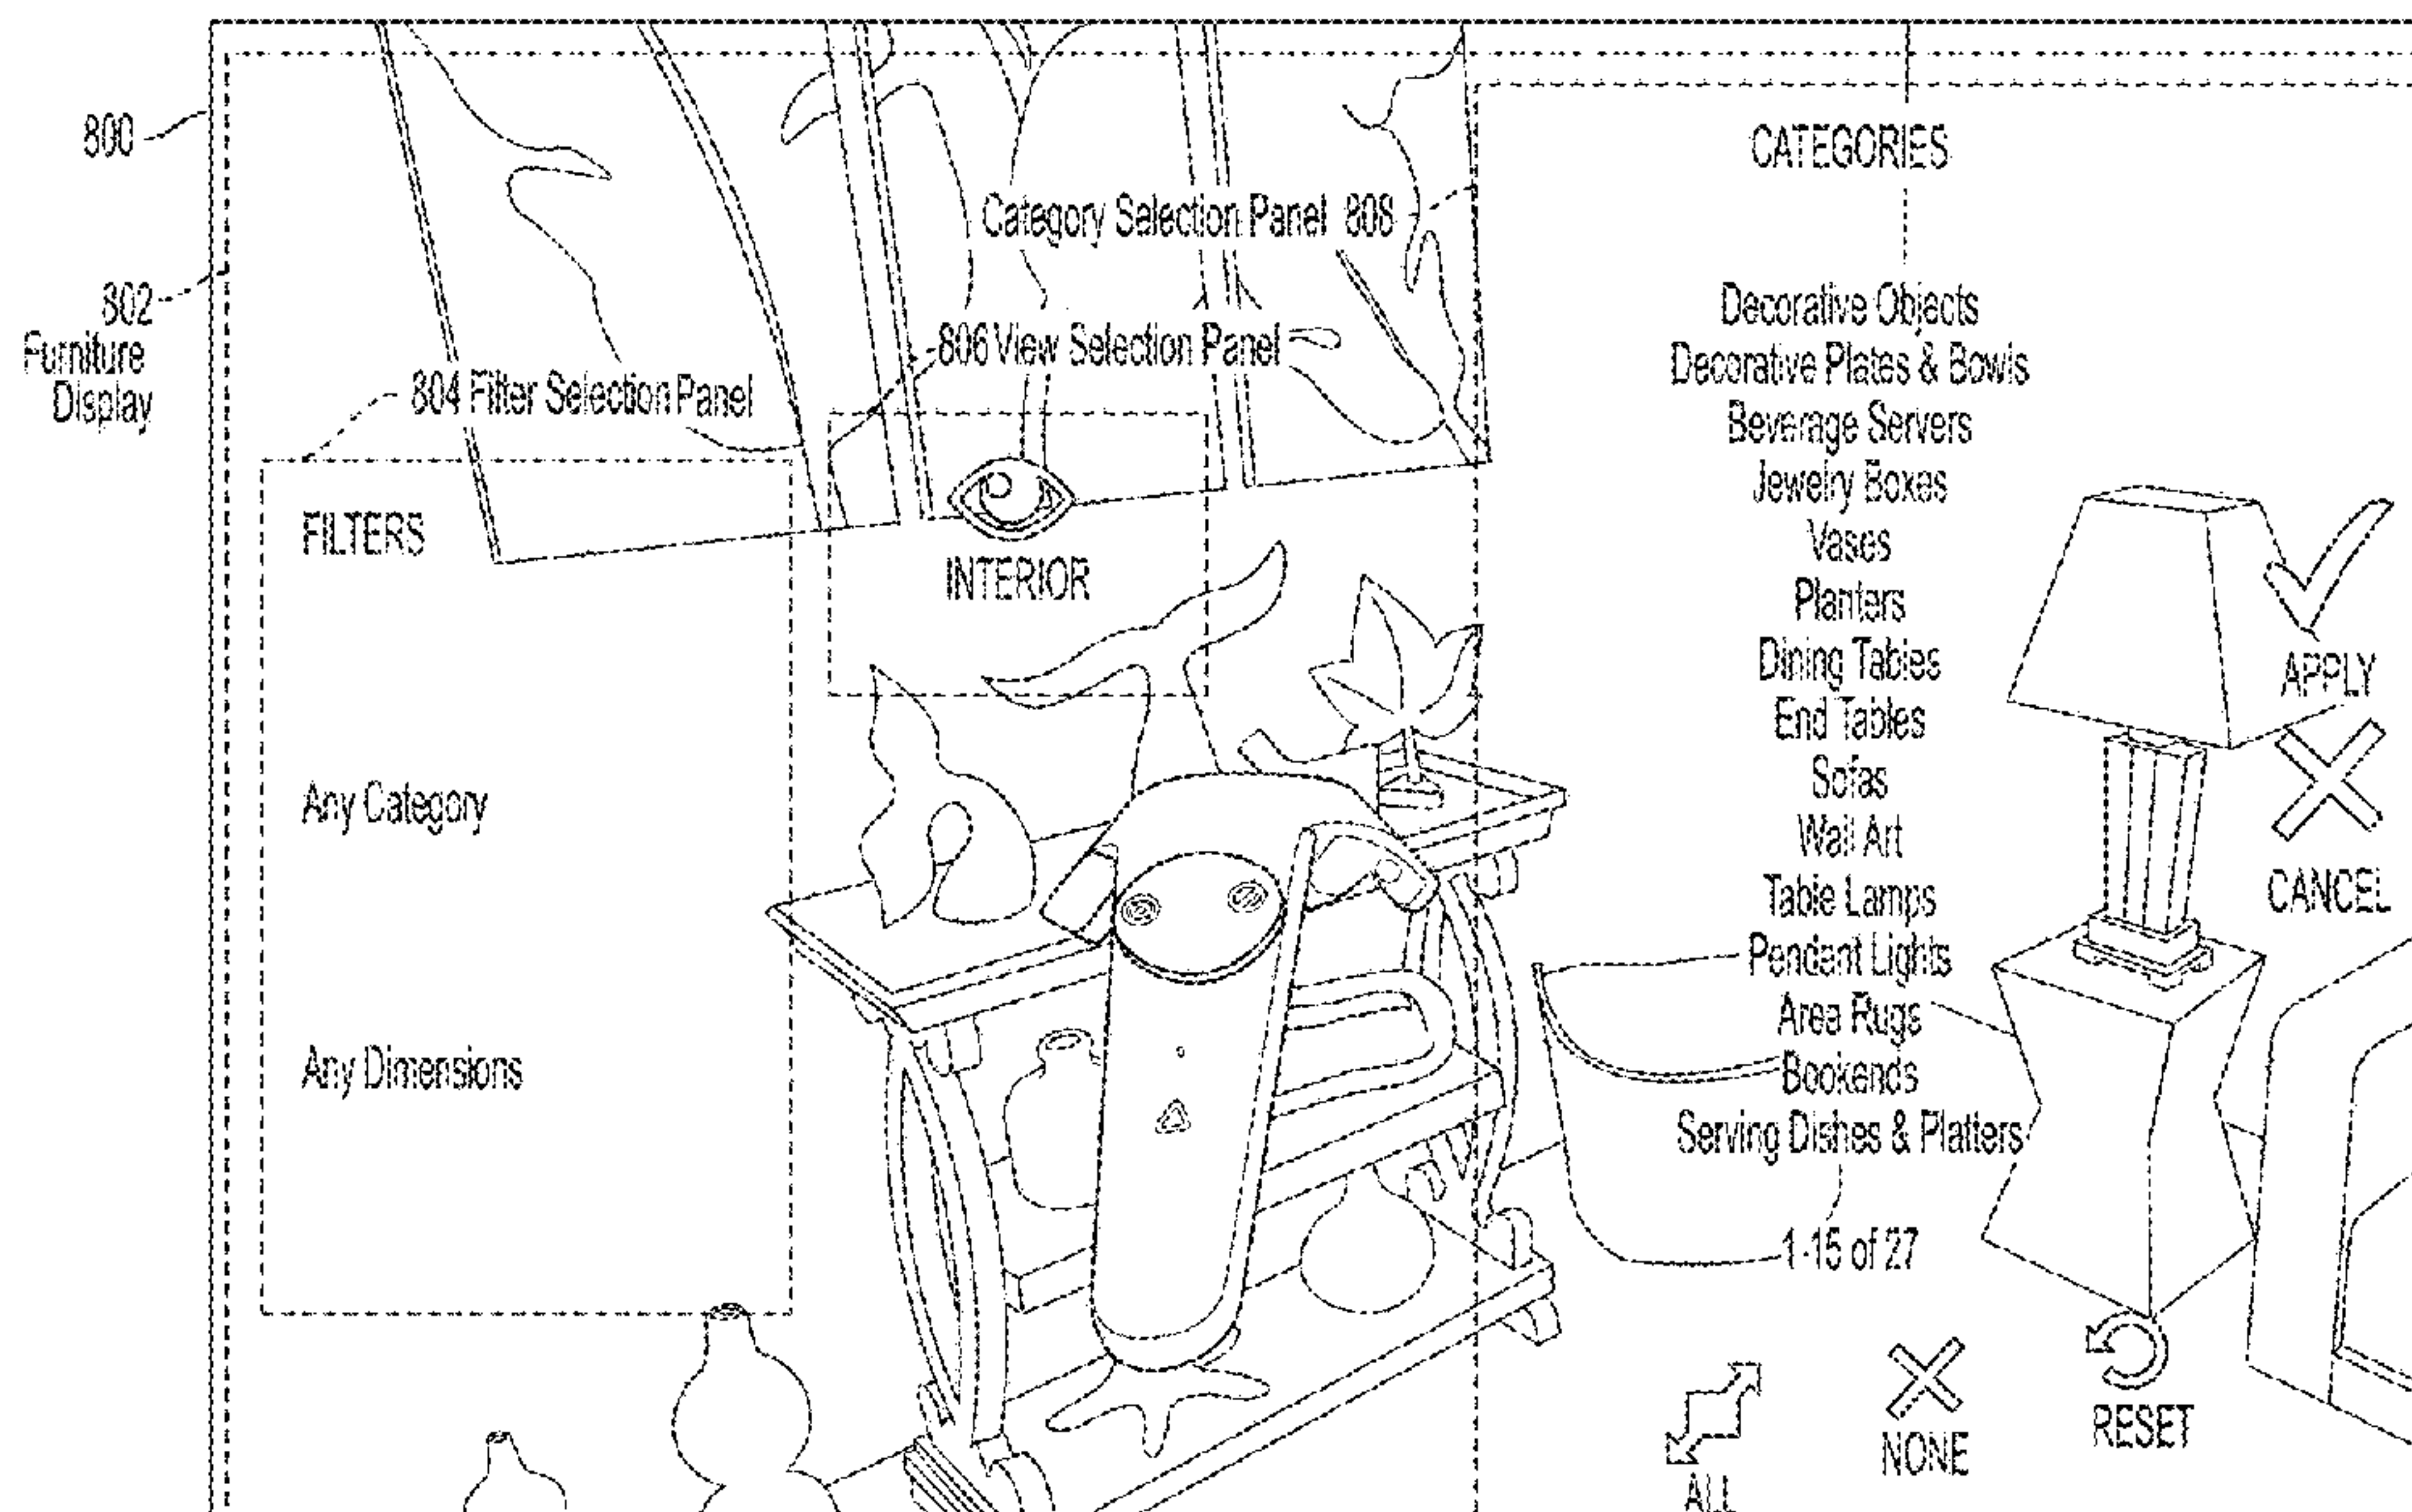 800
CATEGORIES
Category Selection Panel 808
802
Furniture
Display
806 View Selection Panel
804 Filter Selection Panel
FILTERS
INTERIOR
Any Category
Any Dimensions
Decorative Objects
Decorative Plates & Bowls
Beverage Servers
Jewelry Boxes
Vases
Planters
Dining Tables
End Tables
Sofas
Wall Art
Table Lamps
Pendant Lights
Area Rugs
Bookends
Serving Dishes & Platters
1-15 of 27
APPLY
CANCEL
ALL
NONE
RESET